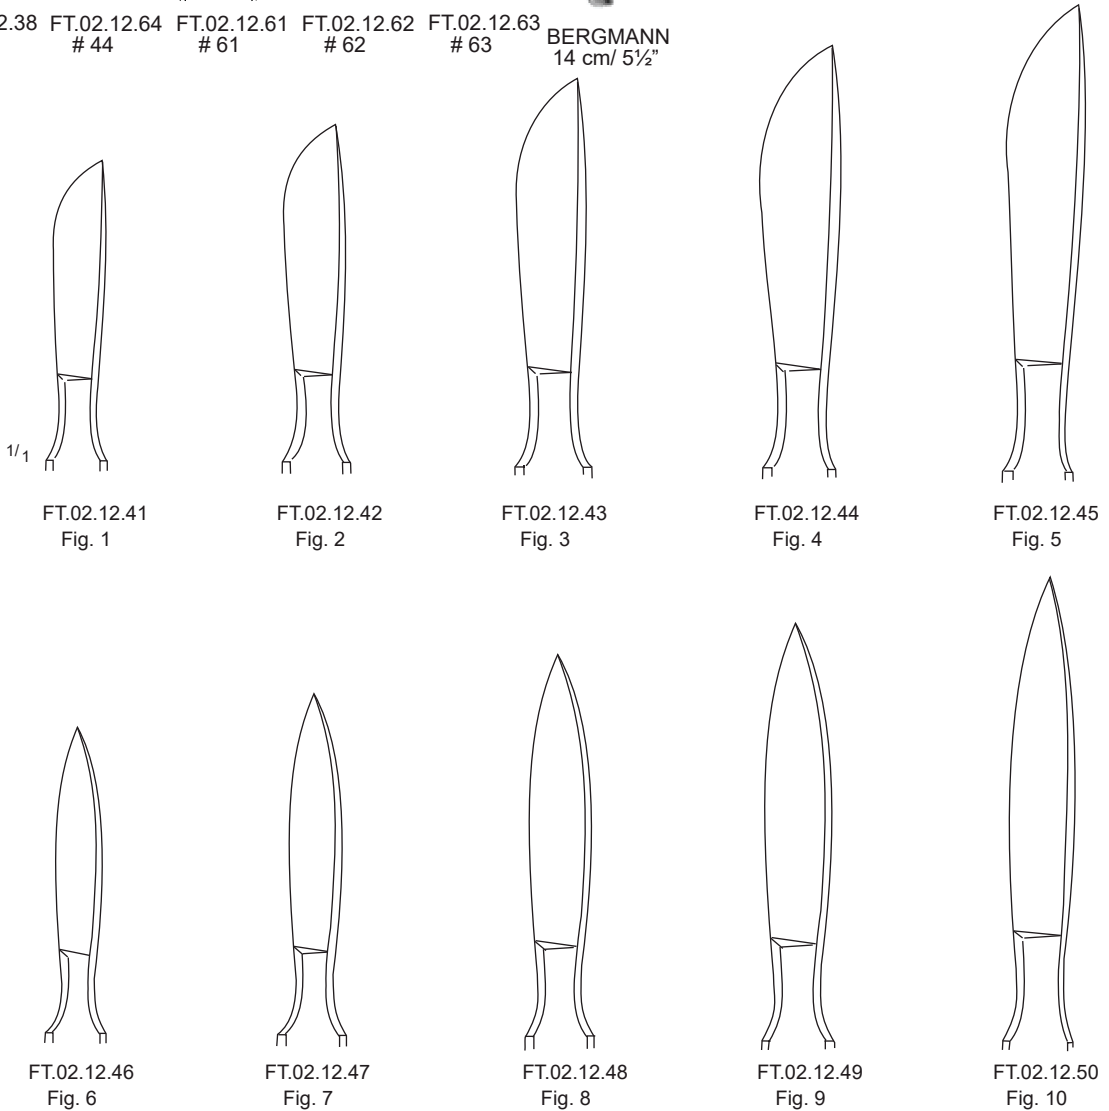 2.38 FT.02.12.64 FT.02.12.61 FT.02.12.62 FT.02.12.63
# 44 # 61 # 62 # 63
BERGMANN
14 cm/ 5½”
1/1
FT.02.12.41 FT.02.12.42 FT.02.12.43 FT.02.12.44 FT.02.12.45
Fig. 1 Fig. 2 Fig. 3 Fig. 4 Fig. 5
FT.02.12.46 FT.02.12.47 FT.02.12.48 FT.02.12.49 FT.02.12.50
Fig. 6 Fig. 7 Fig. 8 Fig. 9 Fig. 10